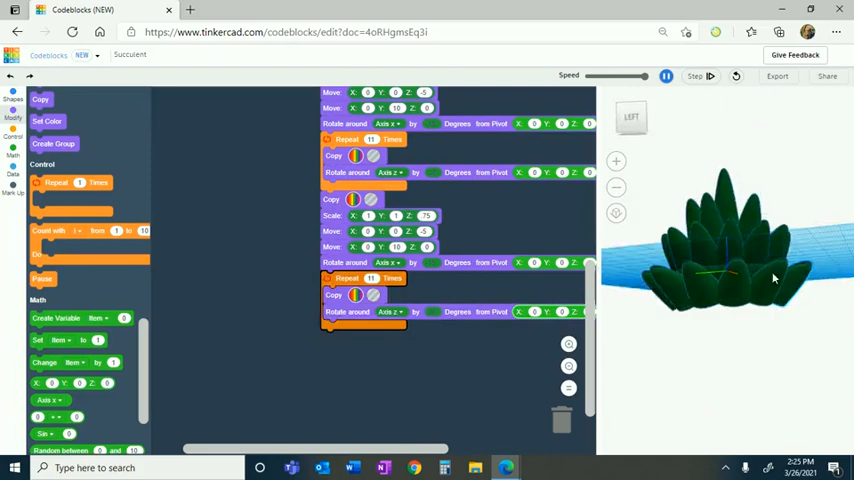 Codeblocks (NEW)
https://www.tinkercad.com/codeblocks/edit?doc=4oRHgmsEq3i
Codeblocks NEW Succulent
Give Feedback
Speed Step Export Share
Shapes
Modify
Control
Math
Data
Mark Up
Copy
Set Color
Create Group
Control
Repeat 1 Times
Count with i from 1 to 10
Do
Pause
Math
Create Variable Item 0
Set Item to 1
Change Item by 1
X: 0 Y: 0 Z: 0
Axis x
0 + 0
Sin 0
Random between 0 and 10
Move: X: 0 Y: 0 Z: -5
Move: X: 0 Y: 10 Z: 0
Rotate around Axis x by Degrees from Pivot X: 0 Y: 0 Z: 0
Repeat 11 Times
Copy
Rotate around Axis z by Degrees from Pivot X: 0 Y: 0 Z: 0
Copy
Scale: X: 1 Y: 1 Z: .75
Move: X: 0 Y: 0 Z: -5
Move: X: 0 Y: 10 Z: 0
Rotate around Axis x by Degrees from Pivot X: 0 Y: 0 Z: 0
Repeat 11 Times
Copy
Rotate around Axis z by Degrees from Pivot X: 0 Y: 0 Z: 0
LEFT
Type here to search
2:25 PM
3/26/2021